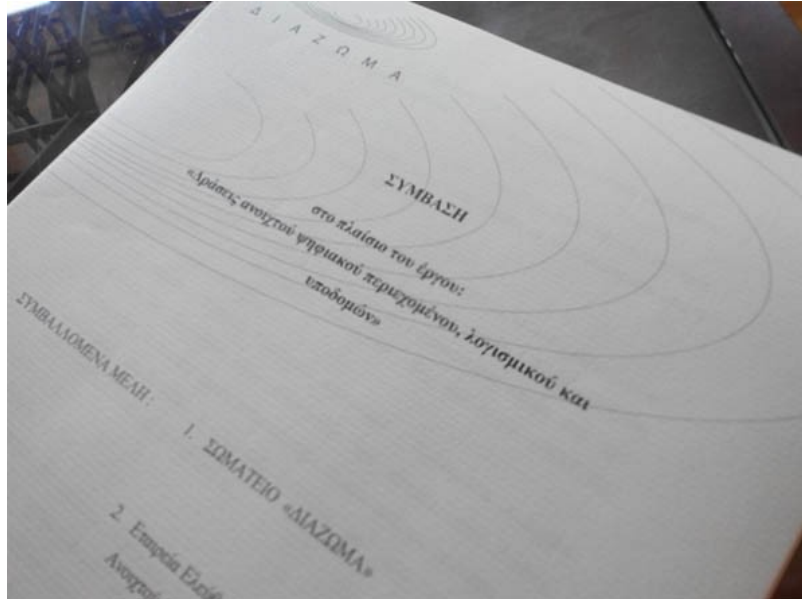 ΔΙΑΖΩΜΑ
ΣΥΜΒΑΣΗ
στο πλαίσιο του έργου:
«Δράσεις ανοιχτού ψηφιακού περιεχομένου, λογισμικού και
υποδομών»
ΣΥΜΒΑΛΛΟΜΕΝΑ ΜΕΛΗ :
1. ΣΩΜΑΤΕΙΟ «ΔΙΑΖΩΜΑ»
2. Εταιρεία